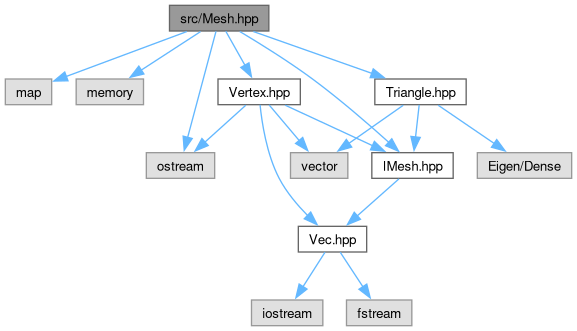 src/Mesh.hpp
map
memory
Vertex.hpp
Triangle.hpp
ostream
vector
IMesh.hpp
Eigen/Dense
Vec.hpp
iostream
fstream